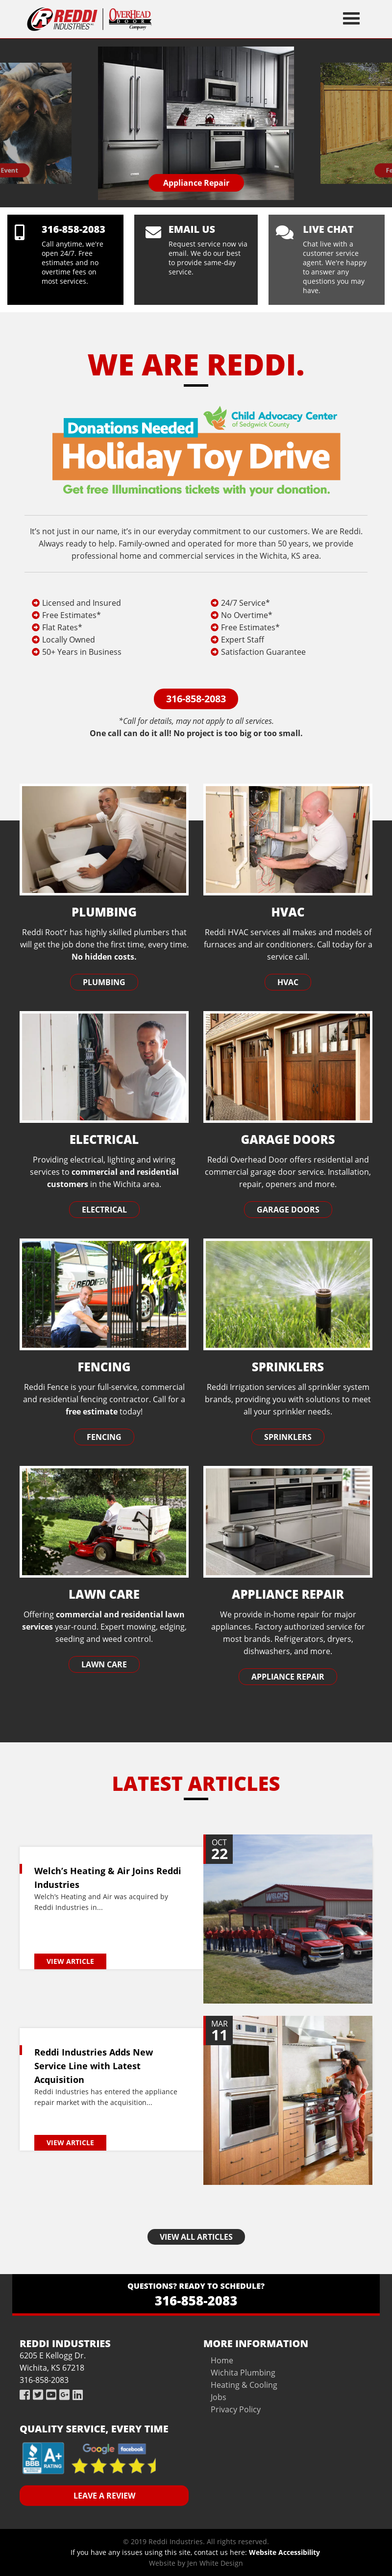 REDDI
INDUSTRIES
OVERHEAD
DOOR
Company
Event
Appliance Repair
Fe
316-858-2083
Call anytime, we're
open 24/7. Free
estimates and no
overtime fees on
most services.
EMAIL US
Request service now via
email. We do our best
to provide same-day
service.
LIVE CHAT
Chat live with a
customer service
agent. We're happy
to answer any
questions you may
have.
WE ARE REDDI.
Child Advocacy Center
of Sedgwick County
Donations Needed
Holiday Toy Drive
Get free Illuminations tickets with your donation.
It's not just in our name, it's in our everyday commitment to our customers. We are Reddi.
Always ready to help. Family-owned and operated for more than 50 years, we provide
professional home and commercial services in the Wichita, KS area.
Licensed and Insured
Free Estimates*
Flat Rates*
Locally Owned
50+ Years in Business
24/7 Service*
No Overtime*
Free Estimates*
Expert Staff
Satisfaction Guarantee
316-858-2083
*Call for details, may not apply to all services.
One call can do it all! No project is too big or too small.
PLUMBING
Reddi Root'r has highly skilled plumbers that
will get the job done the first time, every time.
No hidden costs.
PLUMBING
HVAC
Reddi HVAC services all makes and models of
furnaces and air conditioners. Call today for a
service call.
HVAC
ELECTRICAL
Providing electrical, lighting and wiring
services to commercial and residential
customers in the Wichita area.
ELECTRICAL
GARAGE DOORS
Reddi Overhead Door offers residential and
commercial garage door service. Installation,
repair, openers and more.
GARAGE DOORS
REDDI FENCE
FENCING
Reddi Fence is your full-service, commercial
and residential fencing contractor. Call for a
free estimate today!
FENCING
SPRINKLERS
Reddi Irrigation services all sprinkler system
brands, providing you with solutions to meet
all your sprinkler needs.
SPRINKLERS
LAWN CARE
Offering commercial and residential lawn
services year-round. Expert mowing, edging,
seeding and weed control.
LAWN CARE
APPLIANCE REPAIR
We provide in-home repair for major
appliances. Factory authorized service for
most brands. Refrigerators, dryers,
dishwashers, and more.
APPLIANCE REPAIR
LATEST ARTICLES
Welch's Heating & Air Joins Reddi
Industries
Welch's Heating and Air was acquired by
Reddi Industries in...
VIEW ARTICLE
OCT
22
WELCH'S
Reddi Industries Adds New
Service Line with Latest
Acquisition
Reddi Industries has entered the appliance
repair market with the acquisition...
VIEW ARTICLE
MAR
11
VIEW ALL ARTICLES
QUESTIONS? READY TO SCHEDULE?
316-858-2083
REDDI INDUSTRIES
6205 E Kellogg Dr.
Wichita, KS 67218
316-858-2083
MORE INFORMATION
Home
Wichita Plumbing
Heating & Cooling
Jobs
Privacy Policy
QUALITY SERVICE, EVERY TIME
BBB
A+
RATING
Google
facebook
LEAVE A REVIEW
© 2019 Reddi Industries. All rights reserved.
If you have any issues using this site, contact us here: Website Accessibility
Website by Jen White Design